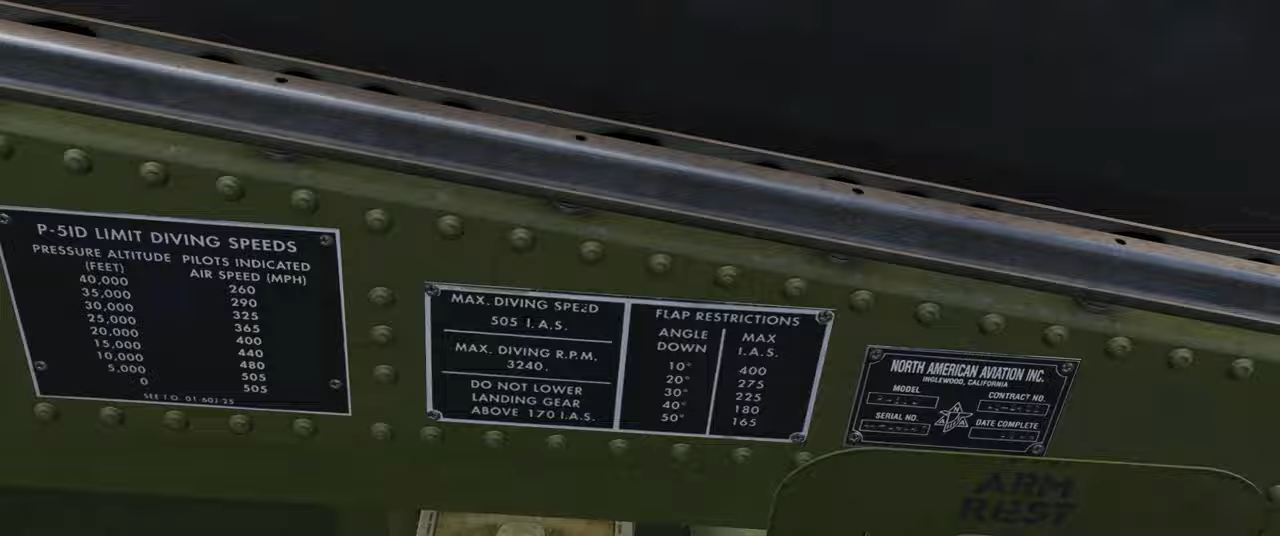 P-51D LIMIT DIVING SPEEDS
PRESSURE ALTITUDE PILOTS INDICATED
(FEET) AIR SPEED (MPH)
40,000 260
35,000 290
30,000 325
25,000 365
20,000 400
15,000 440
10,000 480
5,000 505
0 505
SEE T.O. 01-60J-25
MAX. DIVING SPEED
505 I.A.S.
MAX. DIVING R.P.M.
3240.
DO NOT LOWER
LANDING GEAR
ABOVE 170 I.A.S.
FLAP RESTRICTIONS
ANGLE MAX
DOWN I.A.S.
10° 400
20° 275
30° 225
40° 180
50° 165
NORTH AMERICAN AVIATION INC.
INGLEWOOD, CALIFORNIA
MODEL
CONTRACT NO.
SERIAL NO.
DATE COMPLETE
ARM
REST